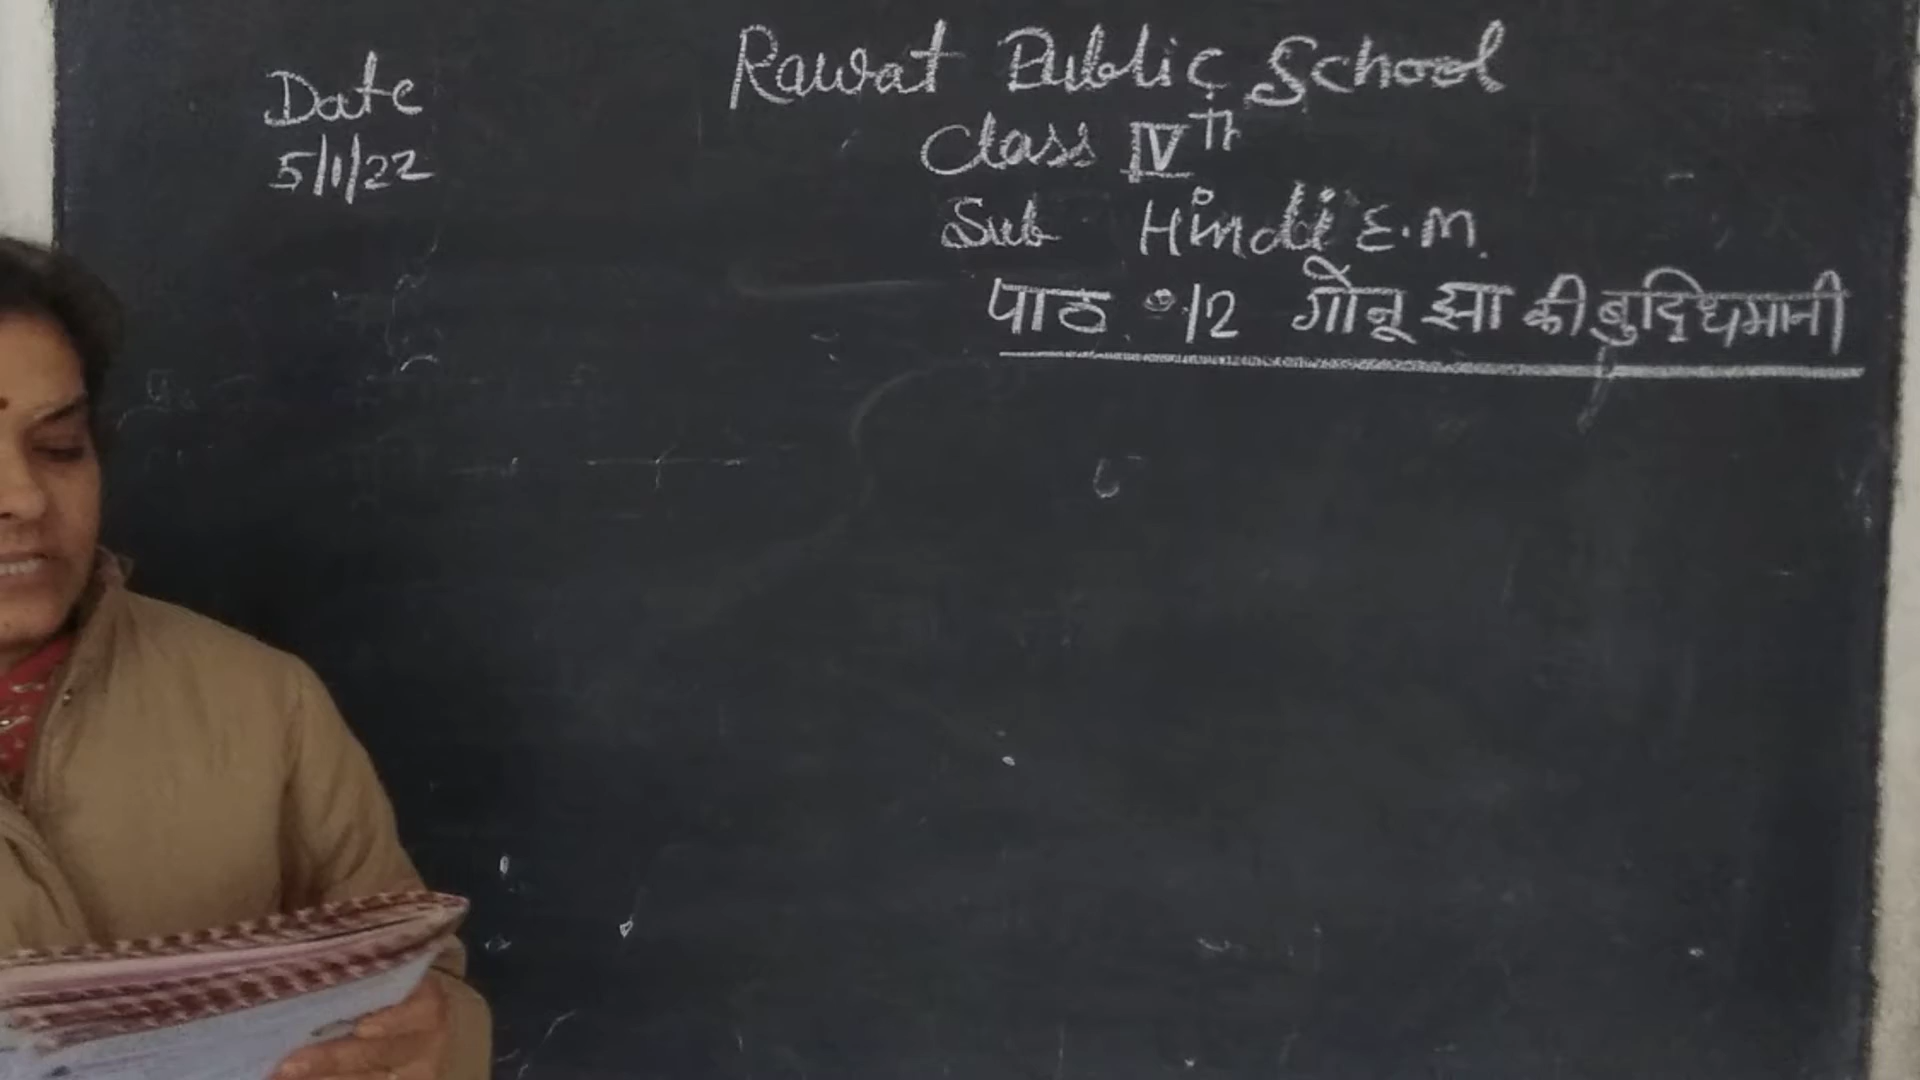 Rawat Public School
Date
5/1/22
Class IVth
Sub Hindi E.M.
पाठ 12 गोनू झा की बुद्धिमानी